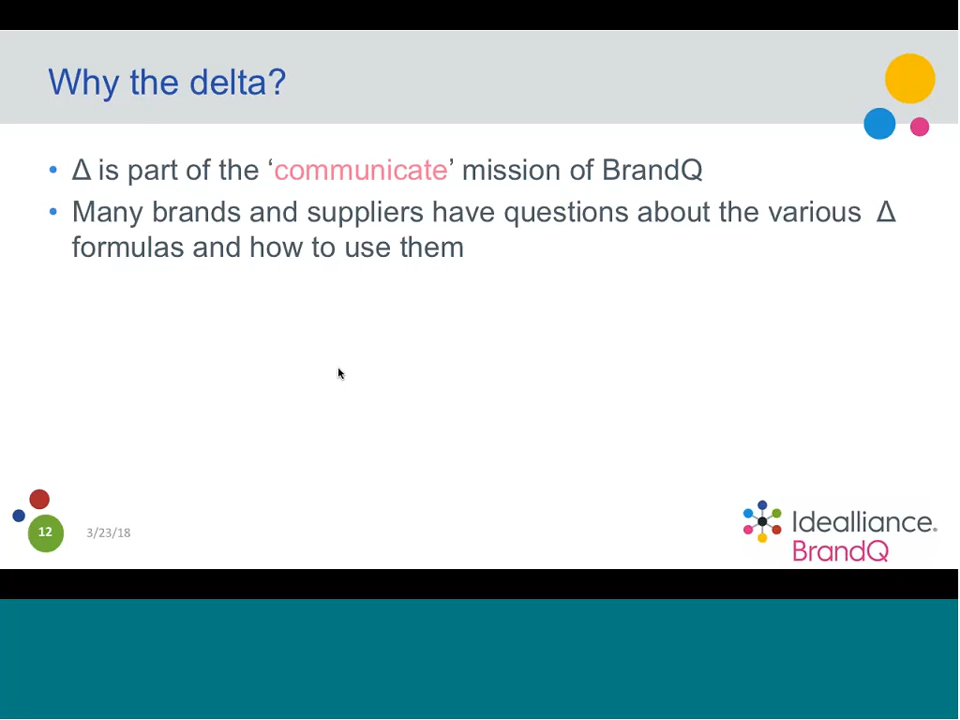 Why the delta?
• Δ is part of the ‘communicate’ mission of BrandQ
• Many brands and suppliers have questions about the various Δ
formulas and how to use them
12
3/23/18
Idealliance.
BrandQ